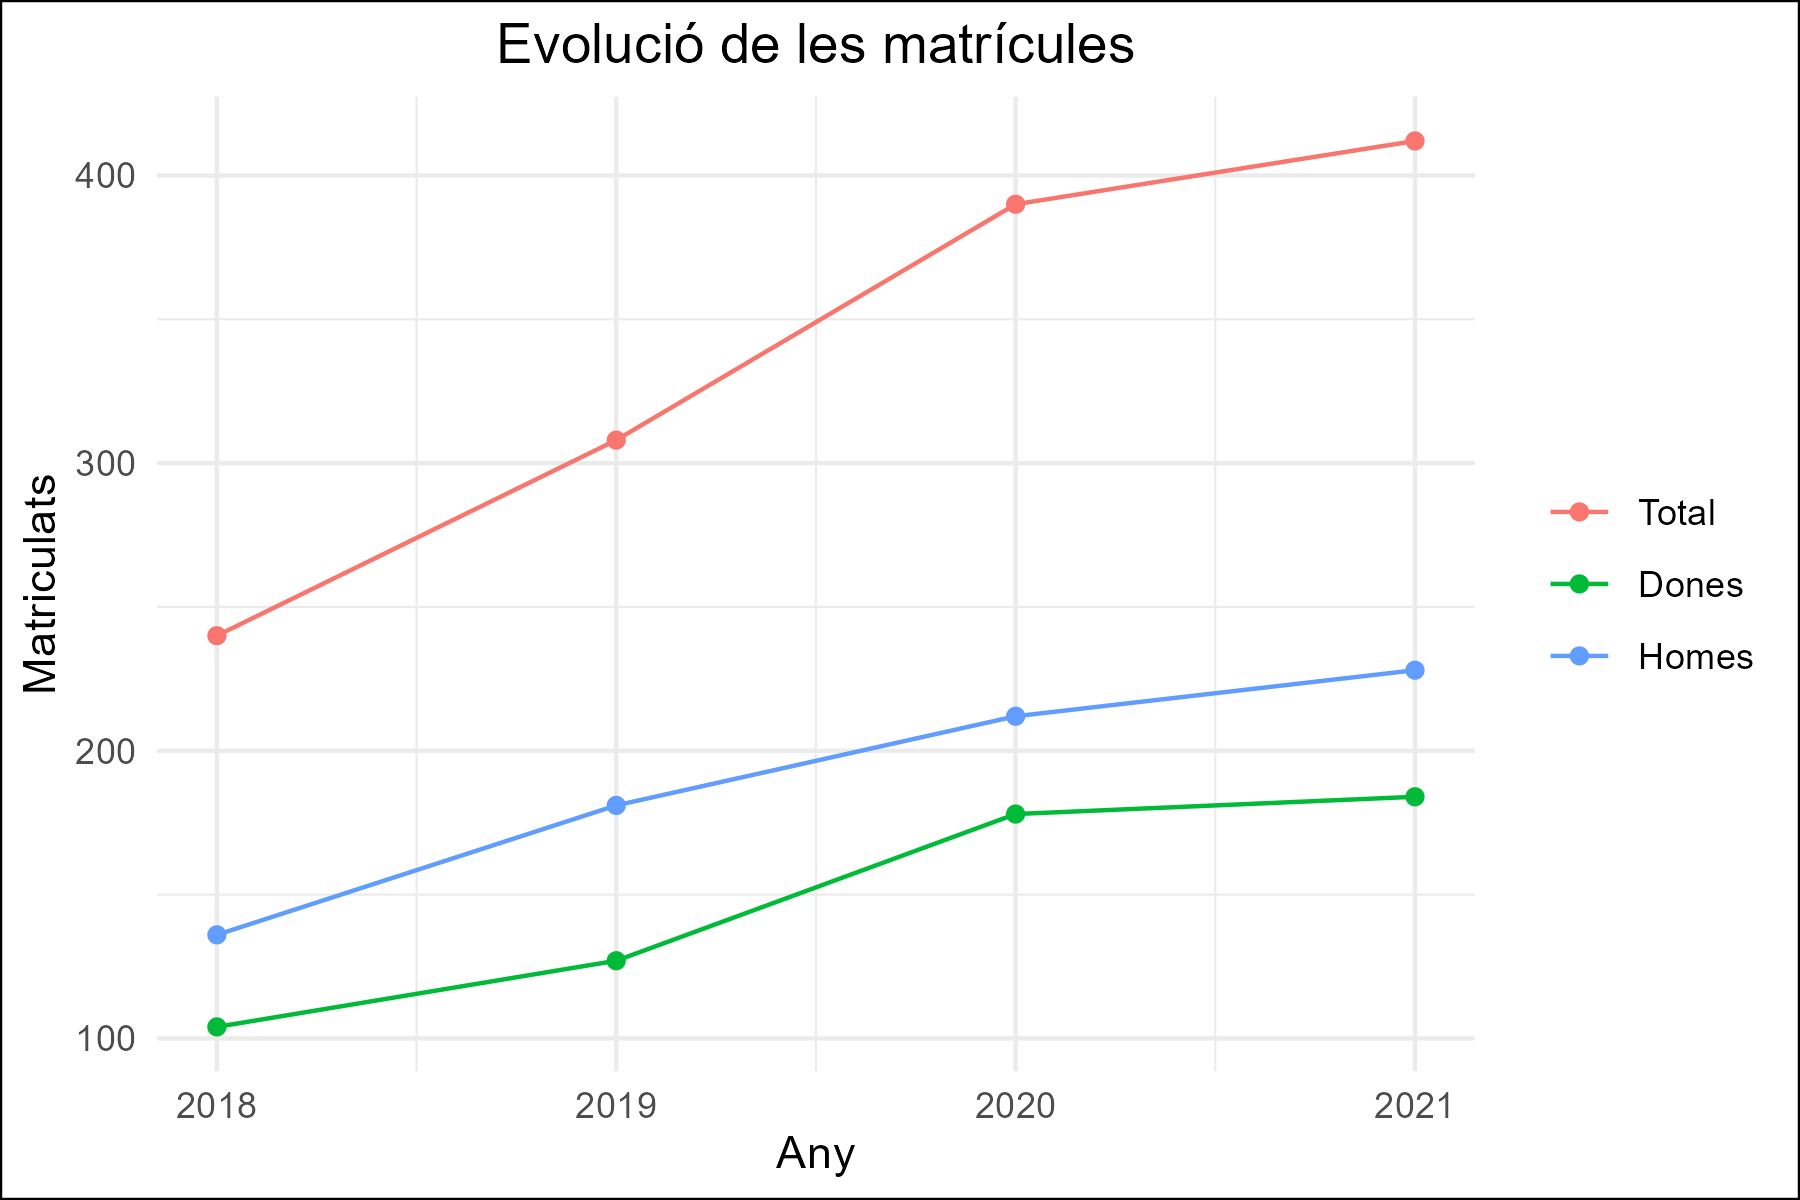 Evolució de les matrícules
Matriculats
400
300
200
100
2018 2019 2020 2021
Any
Total
Dones
Homes